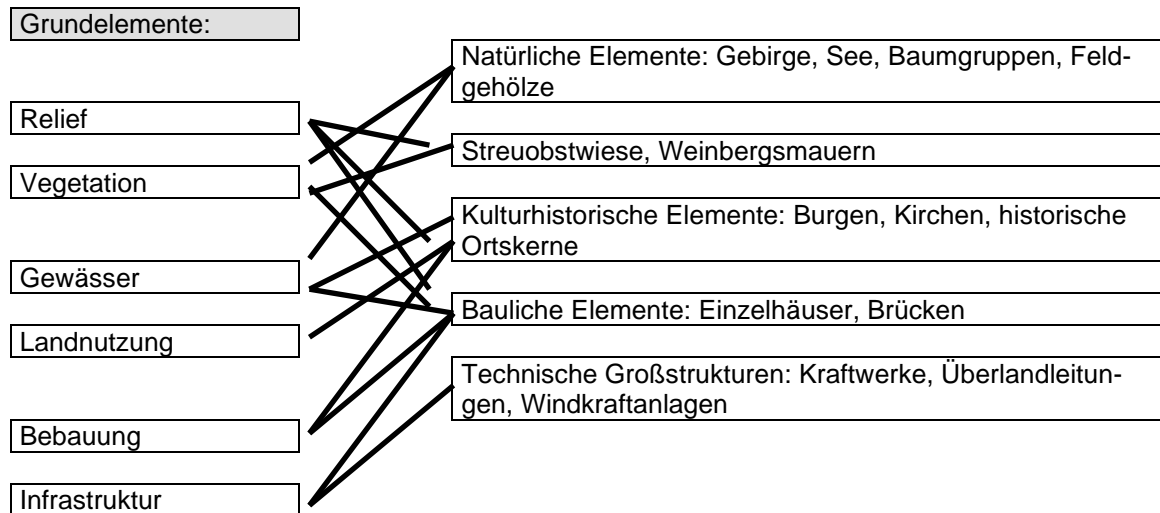 Grundelemente:
Relief
Vegetation
Gewässer
Landnutzung
Bebauung
Infrastruktur
Natürliche Elemente: Gebirge, See, Baumgruppen, Feld-
gehölze
Streuobstwiese, Weinbergsmauern
Kulturhistorische Elemente: Burgen, Kirchen, historische
Ortskerne
Bauliche Elemente: Einzelhäuser, Brücken
Technische Großstrukturen: Kraftwerke, Überlandleitun-
gen, Windkraftanlagen